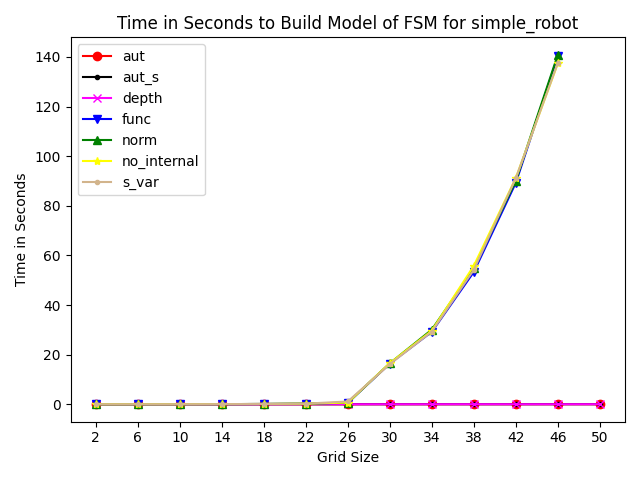 Time in Seconds to Build Model of FSM for simple_robot
aut
aut_s
depth
func
norm
no_internal
s_var
Time in Seconds
140
120
100
80
60
40
20
0
2 6 10 14 18 22 26 30 34 38 42 46 50
Grid Size